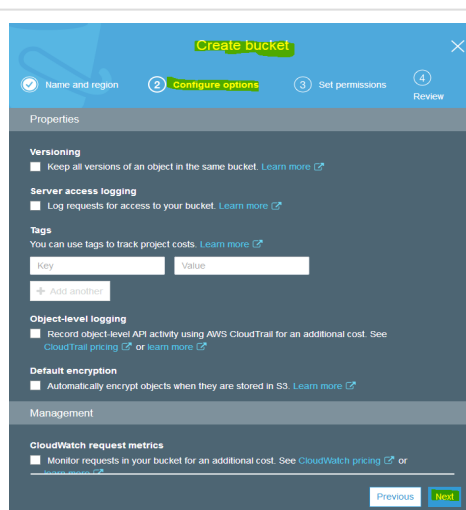 Create bucket
Name and region
2 Configure options
3 Set permissions
4
Review
Properties
Versioning
Keep all versions of an object in the same bucket. Learn more
Server access logging
Log requests for access to your bucket. Learn more
Tags
You can use tags to track project costs. Learn more
Key Value
+ Add another
Object-level logging
Record object-level API activity using AWS CloudTrail for an additional cost. See
CloudTrail pricing or learn more
Default encryption
Automatically encrypt objects when they are stored in S3. Learn more
Management
CloudWatch request metrics
Monitor requests in your bucket for an additional cost. See CloudWatch pricing or
learn more
Previous Next